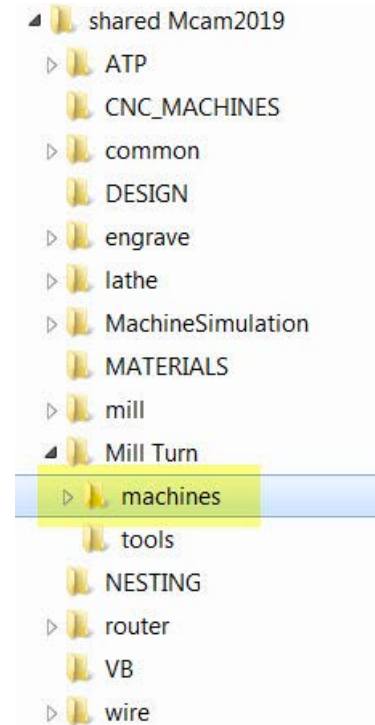 shared Mcam2019
ATP
CNC_MACHINES
common
DESIGN
engrave
lathe
MachineSimulation
MATERIALS
mill
Mill Turn
machines
tools
NESTING
router
VB
wire